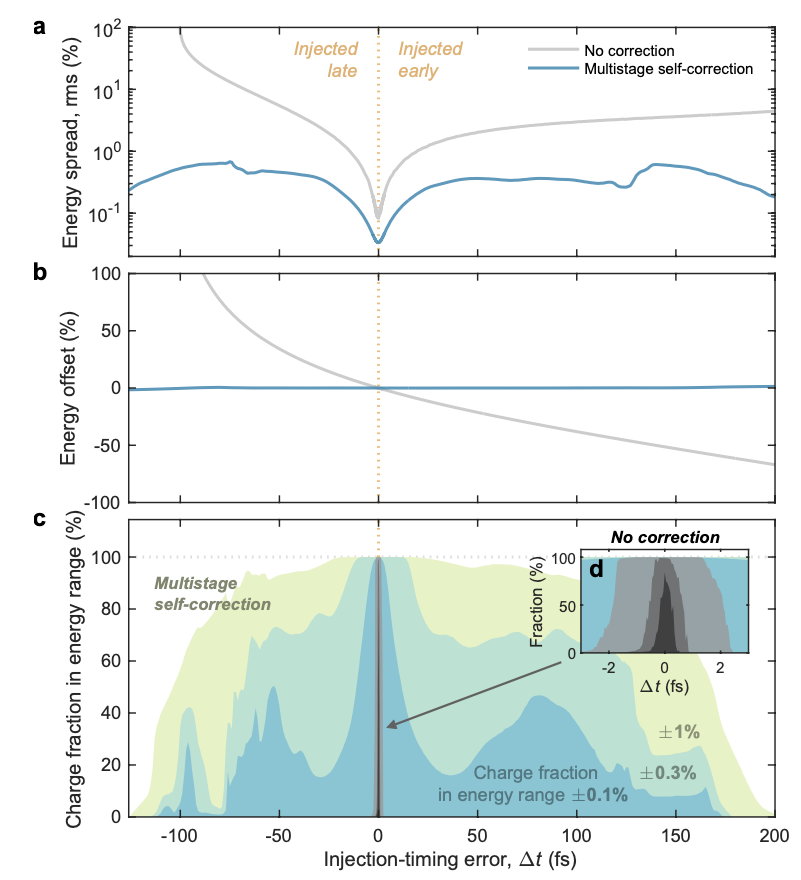 a
10²
10¹
10⁰
10⁻¹
Energy spread, rms (%)
Injected
late
Injected
early
No correction
Multistage self-correction
b
100
50
0
-50
-100
Energy offset (%)
c
100
80
60
40
20
0
Charge fraction in energy range (%)
Multistage
self-correction
No correction
d
100
50
0
Fraction (%)
-2 0 2
Δt (fs)
±1%
±0.3%
Charge fraction
in energy range ±0.1%
-100 -50 0 50 100 150 200
Injection-timing error, Δt (fs)